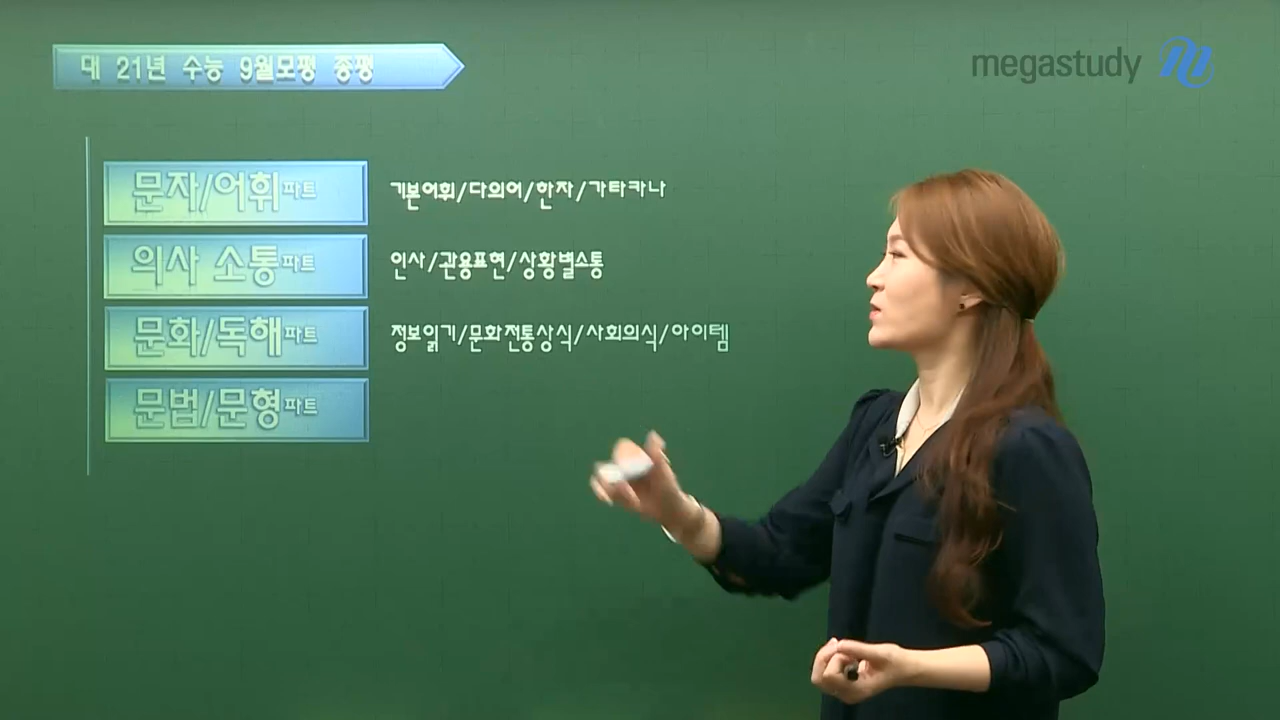 대 21년 수능 9월모평 총평
megastudy
문자/어휘파트
기본어휘/다의어/한자/가타카나
의사 소통파트
인사/관용표현/상황별소통
문화/독해파트
정보읽기/문화전통상식/사회의식/아이템
문법/문형파트